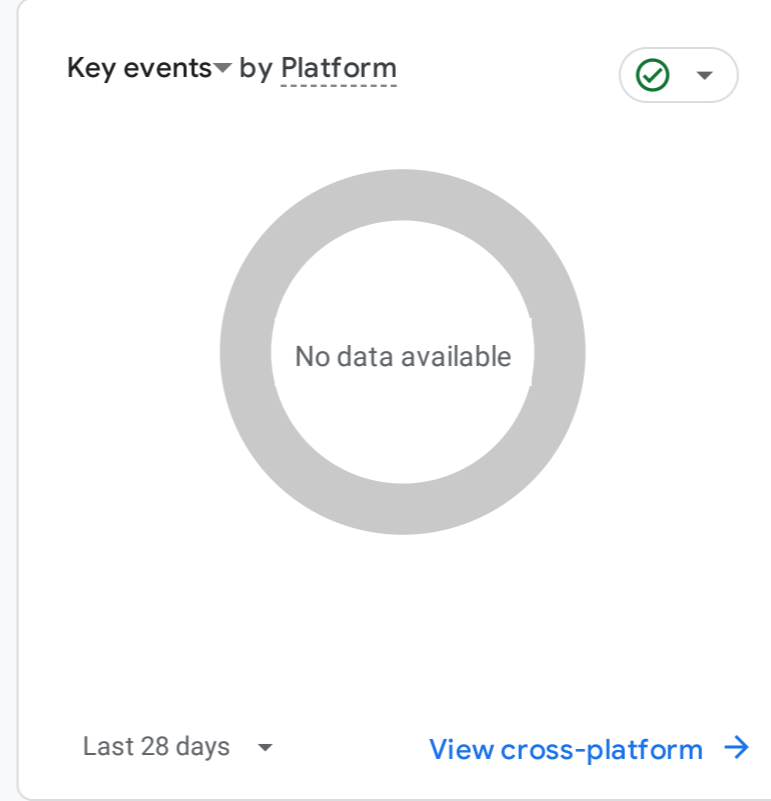 Key events by Platform
No data available
Last 28 days
View cross-platform